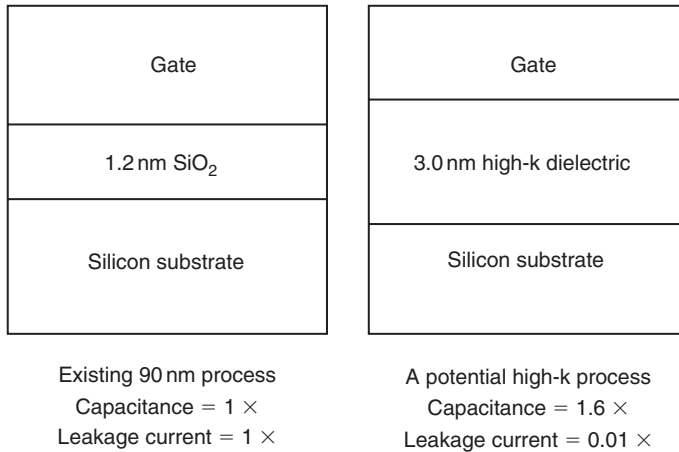 Gate
1.2 nm SiO₂
Silicon substrate
Existing 90 nm process
Capacitance = 1 ×
Leakage current = 1 ×
Gate
3.0 nm high-k dielectric
Silicon substrate
A potential high-k process
Capacitance = 1.6 ×
Leakage current = 0.01 ×